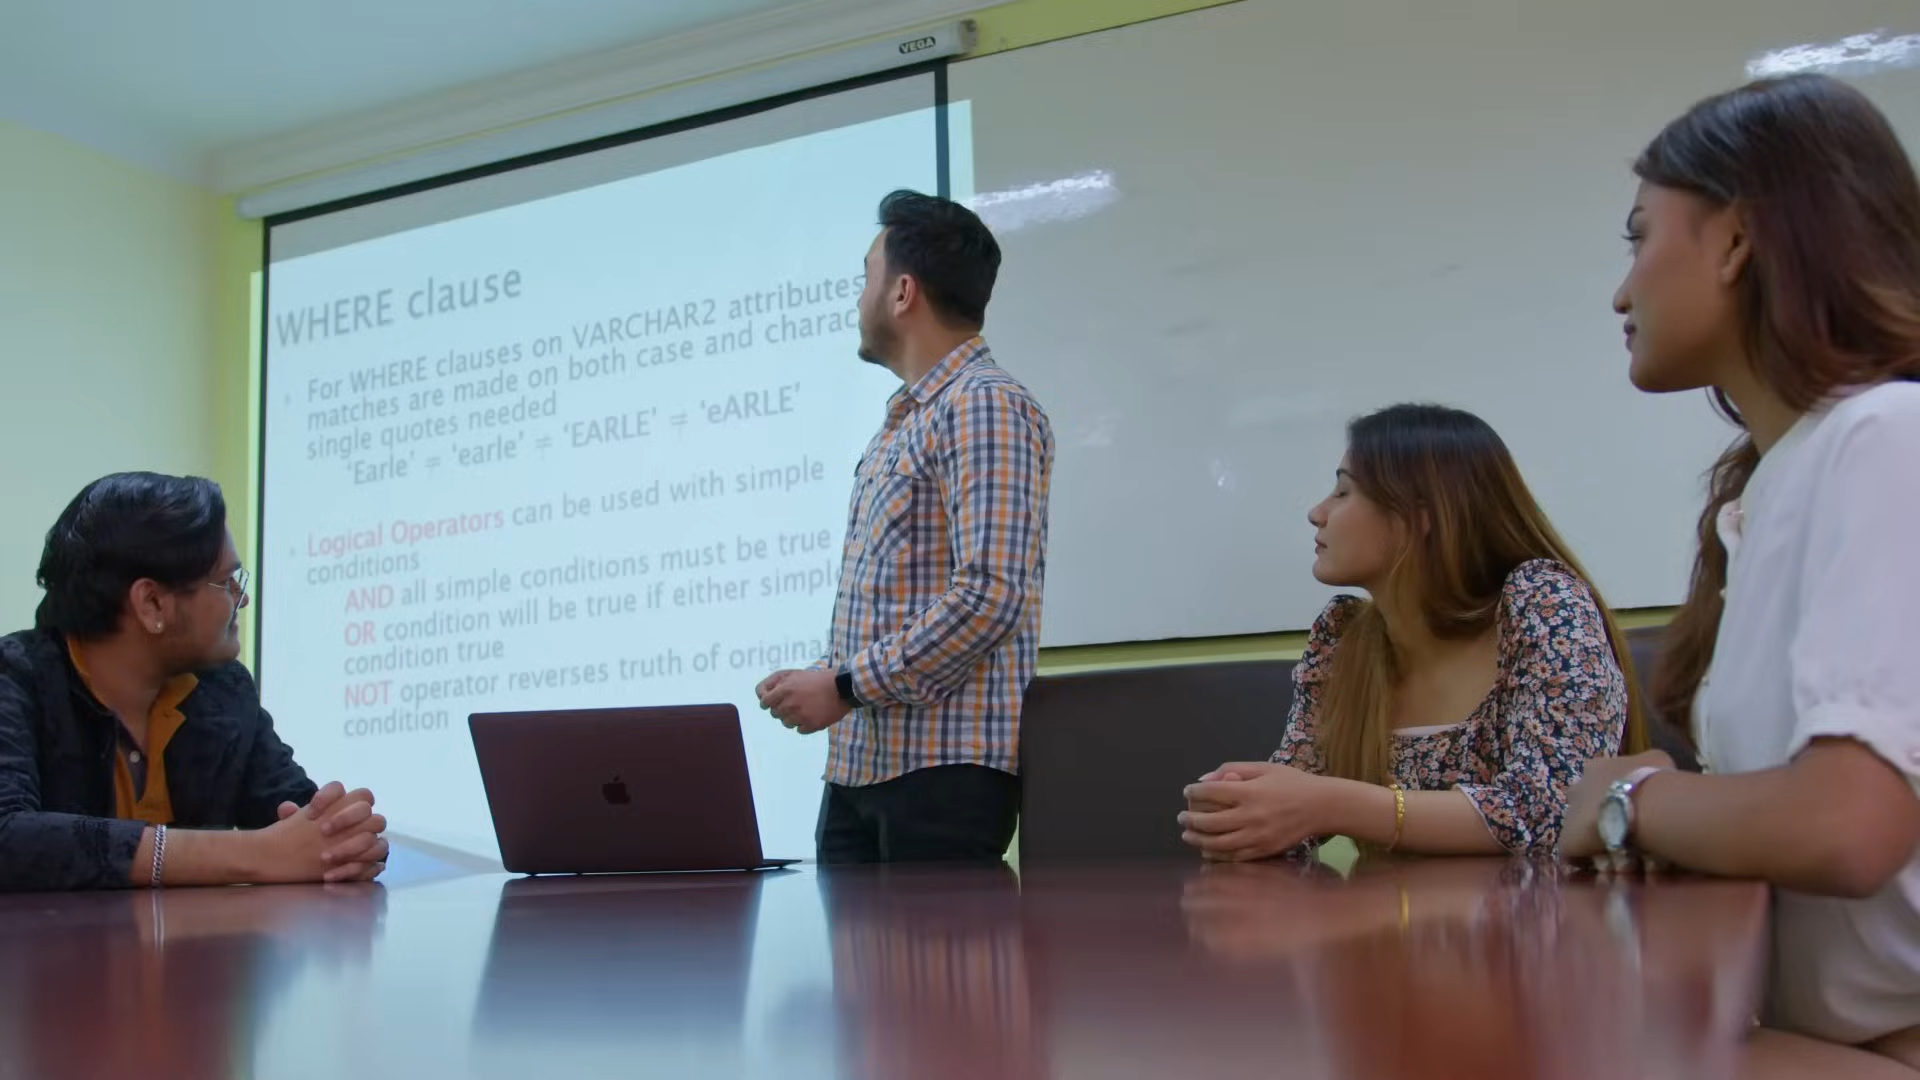 VEGA
WHERE clause
For WHERE clauses on VARCHAR2 attributes
matches are made on both case and charac
single quotes needed
‘Earle’ ≠ ‘earle’ ≠ ‘EARLE’ ≠ ‘eARLE’
Logical Operators can be used with simple
conditions
AND all simple conditions must be true
OR condition will be true if either simple
condition true
NOT operator reverses truth of original
condition